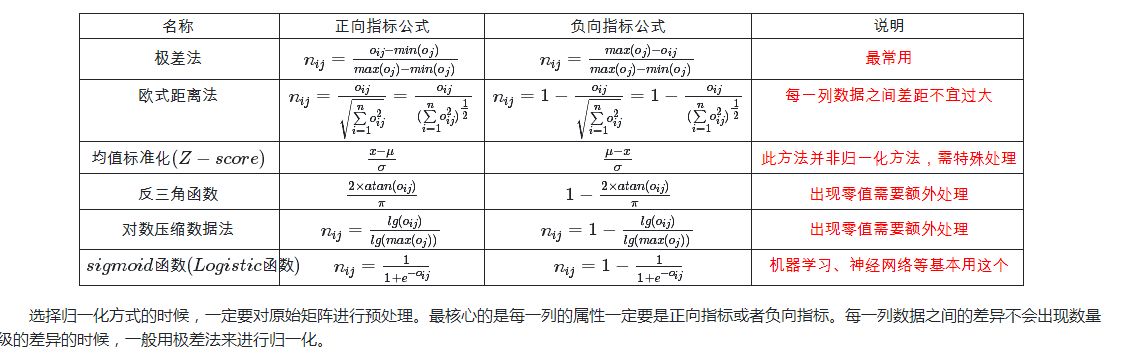 名称 正向指标公式 负向指标公式 说明
极差法 n_{ij} = \frac{o_{ij}-min(o_j)}{max(o_j)-min(o_j)} n_{ij} = \frac{max(o_j)-o_{ij}}{max(o_j)-min(o_j)} 最常用
欧式距离法 n_{ij} = \frac{o_{ij}}{\sqrt{\sum_{i=1}^{n} o_{ij}^2}} = \frac{o_{ij}}{(\sum_{i=1}^{n} o_{ij}^2)^{\frac{1}{2}}} n_{ij} = 1 - \frac{o_{ij}}{\sqrt{\sum_{i=1}^{n} o_{ij}^2}} = 1 - \frac{o_{ij}}{(\sum_{i=1}^{n} o_{ij}^2)^{\frac{1}{2}}} 每一列数据之间差距不宜过大
均值标准化(Z-score) \frac{x-μ}{σ} \frac{μ-x}{σ} 此方法并非归一化方法，需特殊处理
反三角函数 \frac{2×atan(o_{ij})}{π} 1 - \frac{2×atan(o_{ij})}{π} 出现零值需要额外处理
对数压缩数据法 n_{ij} = \frac{lg(o_{ij})}{lg(max(o_j))} n_{ij} = 1 - \frac{lg(o_{ij})}{lg(max(o_j))} 出现零值需要额外处理
sigmoid函数(Logistic函数) n_{ij} = \frac{1}{1+e^{-o_{ij}}} n_{ij} = 1 - \frac{1}{1+e^{-o_{ij}}} 机器学习、神经网络等基本用这个
选择归一化方式的时候，一定要对原始矩阵进行预处理。最核心的是每一列的属性一定要是正向指标或者负向指标。每一列数据之间的差异不会出现数量
级的差异的时候，一般用极差法来进行归一化。